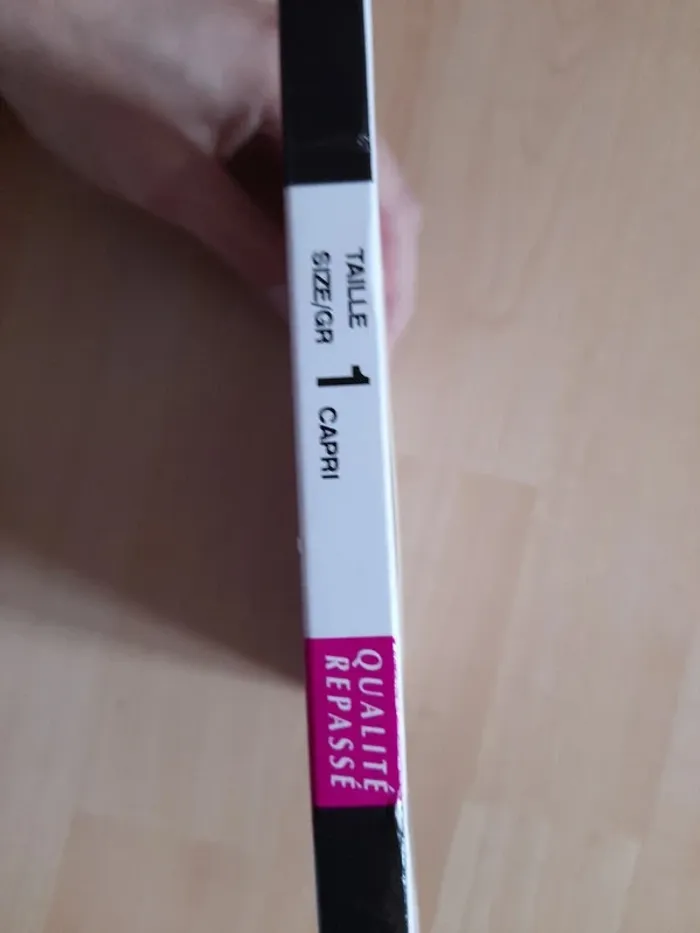 TAILLE
SIZE/GR
1
CAPRI
QUALITÉ
REPASSÉ